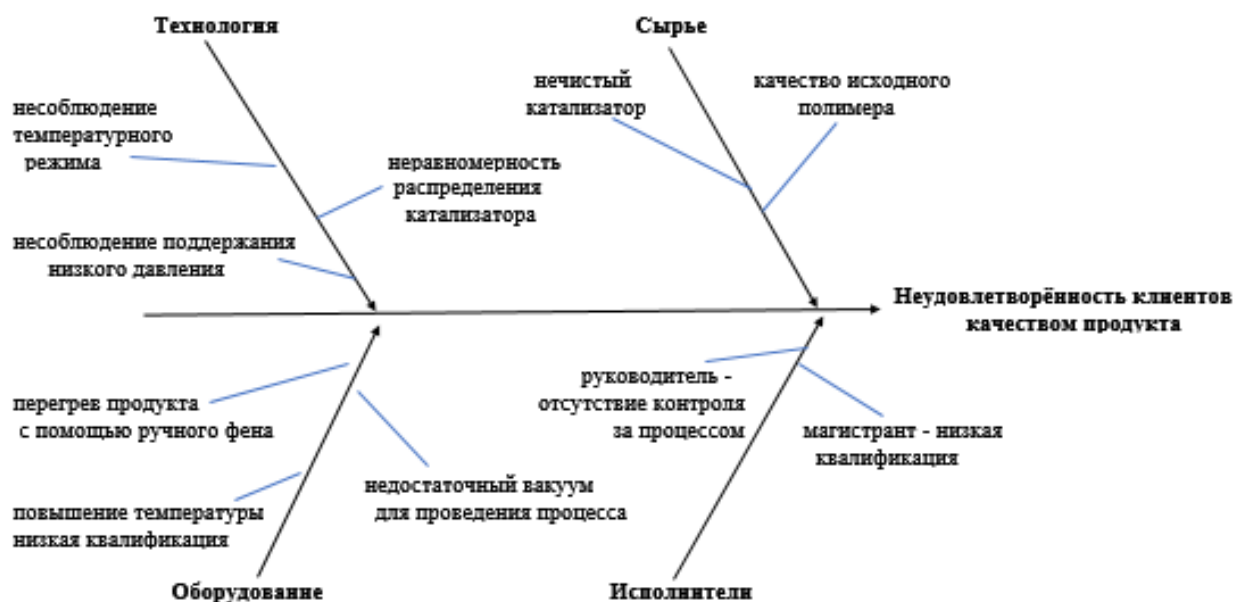 Технология
Сырье
нечистый
катализатор
качество исходного
полимера
несоблюдение
температурного
режима
неравномерность
распределения
катализатора
несоблюдение поддержания
низкого давления
Неудовлетворённость клиентов
качеством продукта
руководитель -
отсутствие контроля
за процессом
перегрев продукта
с помощью ручного фена
магистрант - низкая
квалификация
недостаточный вакуум
для проведения процесса
повышение температуры
низкая квалификация
Оборудование
Исполнители